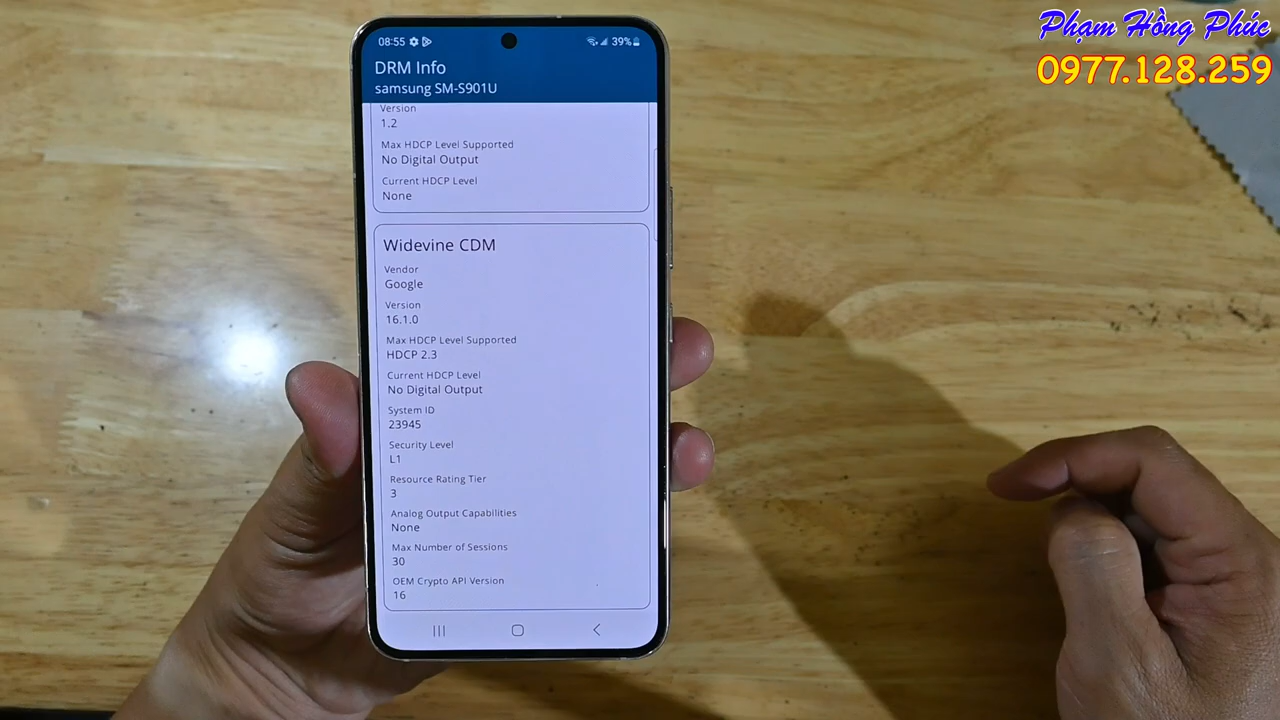 Phạm Hồng Phúc
0977.128.259
08:55
39%
DRM Info
samsung SM-S901U
Version
1.2
Max HDCP Level Supported
No Digital Output
Current HDCP Level
None
Widevine CDM
Vendor
Google
Version
16.1.0
Max HDCP Level Supported
HDCP 2.3
Current HDCP Level
No Digital Output
System ID
23945
Security Level
L1
Resource Rating Tier
3
Analog Output Capabilities
None
Max Number of Sessions
30
OEM Crypto API Version
16